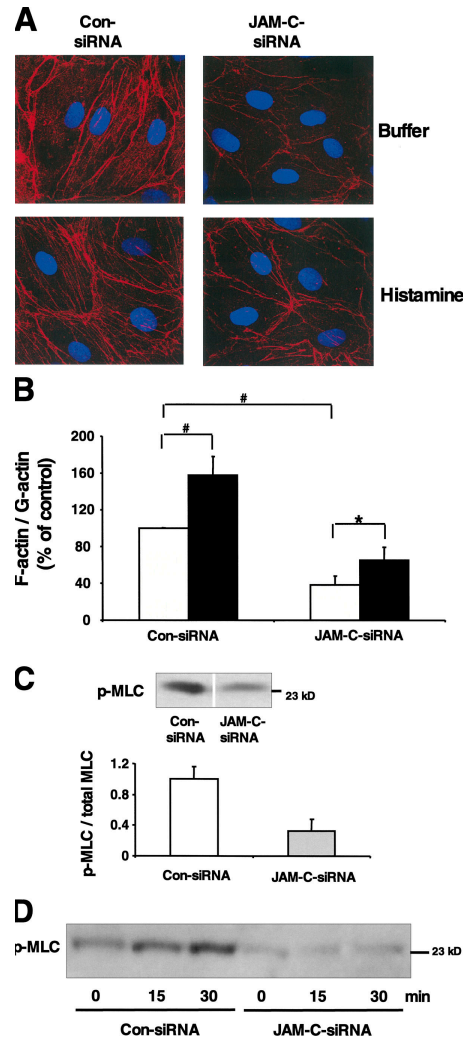 A
Con-
siRNA
JAM-C-
siRNA
Buffer
Histamine
B
#
#
*
F-actin / G-actin
(% of control)
200
160
120
80
40
0
Con-siRNA
JAM-C-siRNA
C
p-MLC
23 kD
Con-
siRNA
JAM-C-
siRNA
p-MLC / total MLC
1.2
0.8
0.4
0
Con-siRNA
JAM-C-siRNA
D
p-MLC
23 kD
0 15 30 0 15 30 min
Con-siRNA JAM-C-siRNA